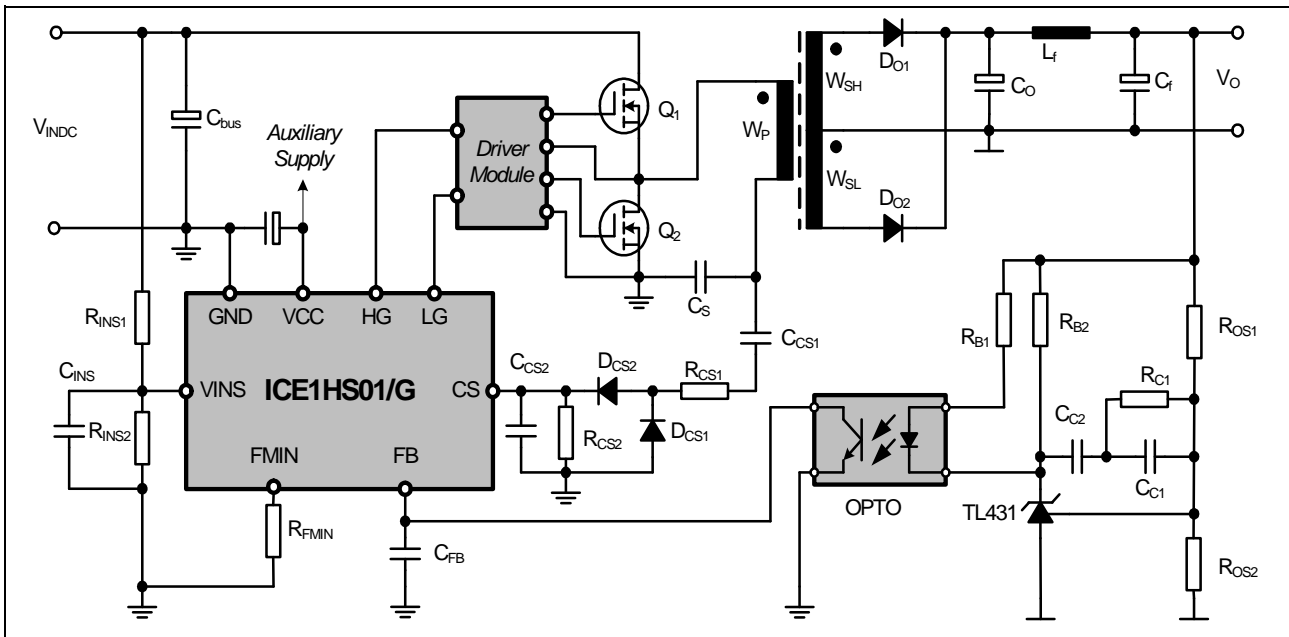 V_INDC
C_bus
Auxiliary
Supply
Driver
Module
Q_1
Q_2
W_P
W_SH
W_SL
D_O1
D_O2
C_O
L_f
C_f
V_O
C_S
C_CS1
R_INS1
C_INS
R_INS2
GND
VCC
HG
LG
VINS
ICE1HS01/G
CS
FMIN
FB
C_CS2
D_CS2
R_CS1
R_CS2
D_CS1
R_FMIN
C_FB
OPTO
R_B1
R_B2
R_OS1
R_C1
C_C2
C_C1
TL431
R_OS2